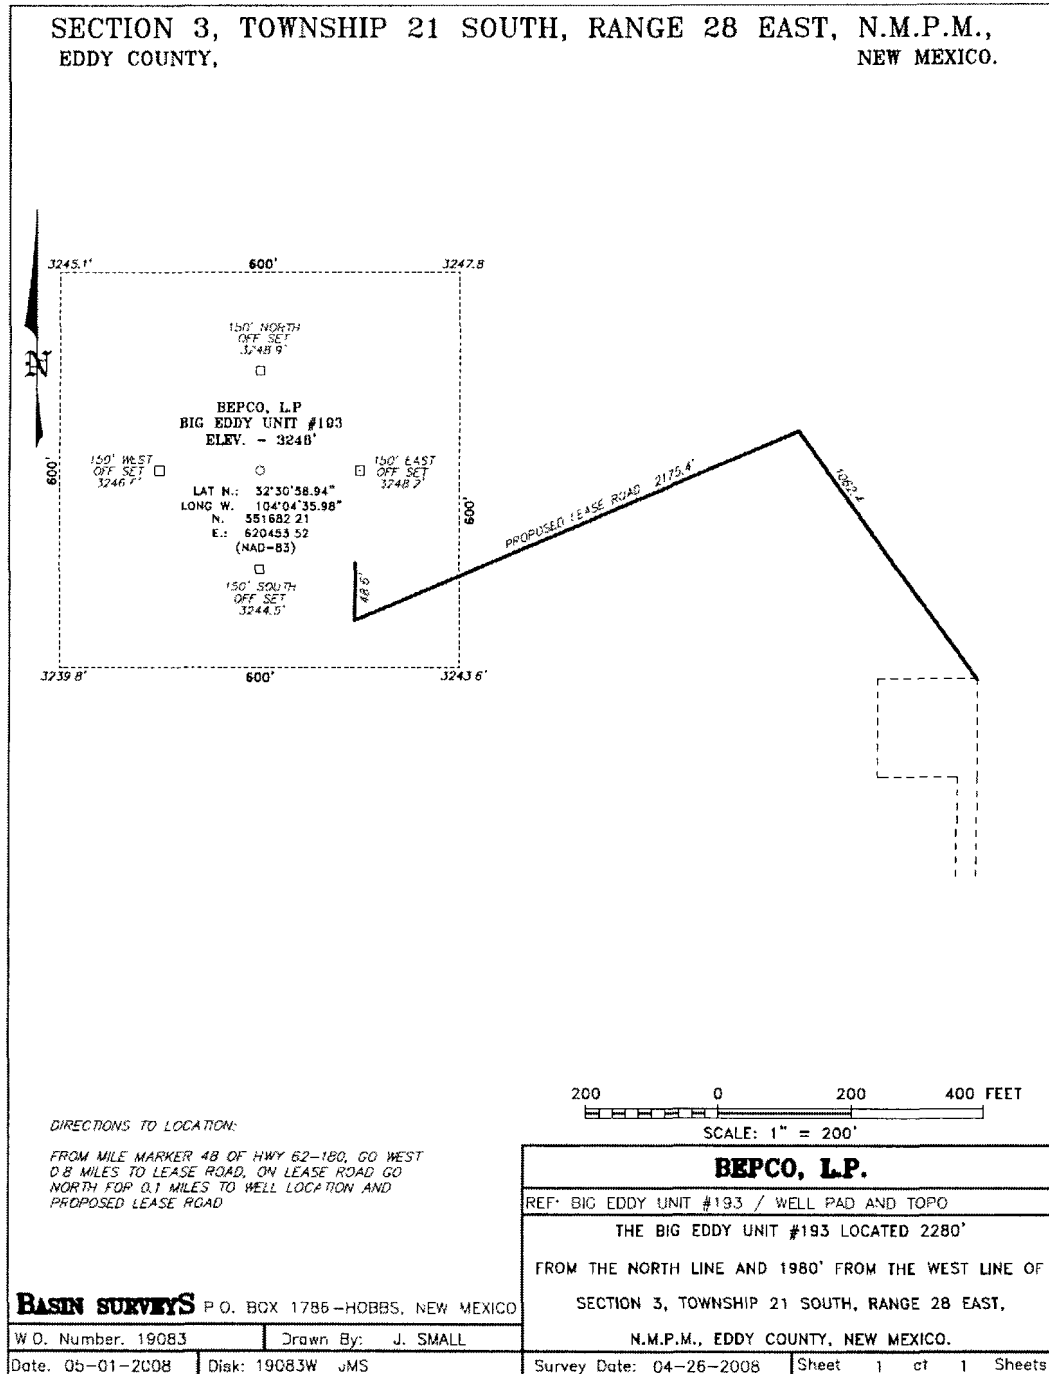 SECTION 3, TOWNSHIP 21 SOUTH, RANGE 28 EAST, N.M.P.M.,
EDDY COUNTY, NEW MEXICO.
3245.1' 600' 3247.8
150' NORTH
OFF SET
3248 9'
N
BEPCO, L.P
BIG EDDY UNIT #193
ELEV. - 3248'
600'
150' WEST
OFF SET
3246.7'
150' EAST
OFF SET
3248.2'
600'
LAT N.: 32°30'58.94"
LONG W. 104°04'35.98"
N. 551682 21
E.: 620453 52
(NAD-83)
150' SOUTH
OFF SET
3244.5'
48.6'
PROPOSED LEASE ROAD 2175.4'
1062.4
3239 8' 600' 3243 6'
200 0 200 400 FEET
SCALE: 1" = 200'
DIRECTIONS TO LOCATION:
FROM MILE MARKER 48 OF HWY 62-180, GO WEST
0 8 MILES TO LEASE ROAD, ON LEASE ROAD GO
NORTH FOR 0.1 MILES TO WELL LOCATION AND
PROPOSED LEASE ROAD
BEPCO, L.P.
REF: BIG EDDY UNIT #193 / WELL PAD AND TOPO
THE BIG EDDY UNIT #193 LOCATED 2280'
FROM THE NORTH LINE AND 1980' FROM THE WEST LINE OF
SECTION 3, TOWNSHIP 21 SOUTH, RANGE 28 EAST,
N.M.P.M., EDDY COUNTY, NEW MEXICO.
BASIN SURVEYS P O. BOX 1786-HOBBS, NEW MEXICO
W O. Number. 19083 Drawn By: J. SMALL
Date. 05-01-2008 Disk: 19083W JMS
Survey Date: 04-26-2008 Sheet 1 of 1 Sheets